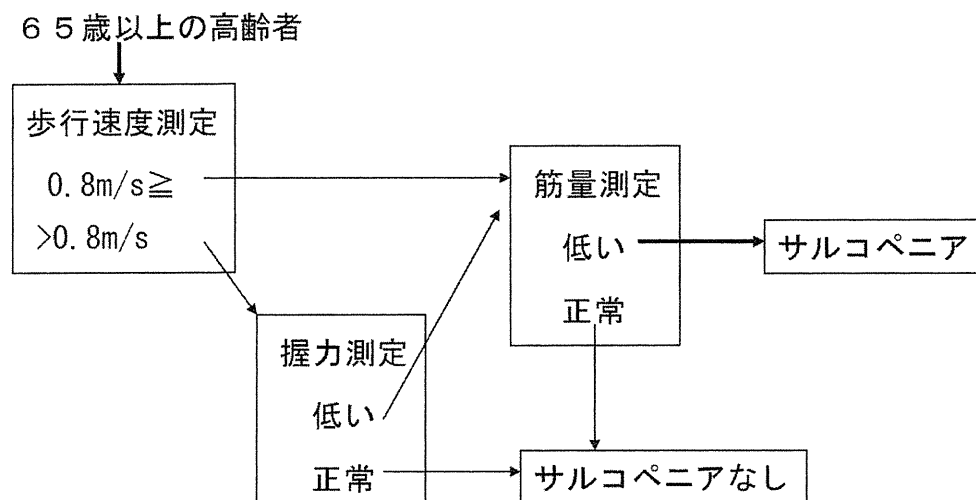 ６５歳以上の高齢者
歩行速度測定
0.8m/s≧
>0.8m/s
筋量測定
低い
正常
サルコペニア
握力測定
低い
正常
サルコペニアなし